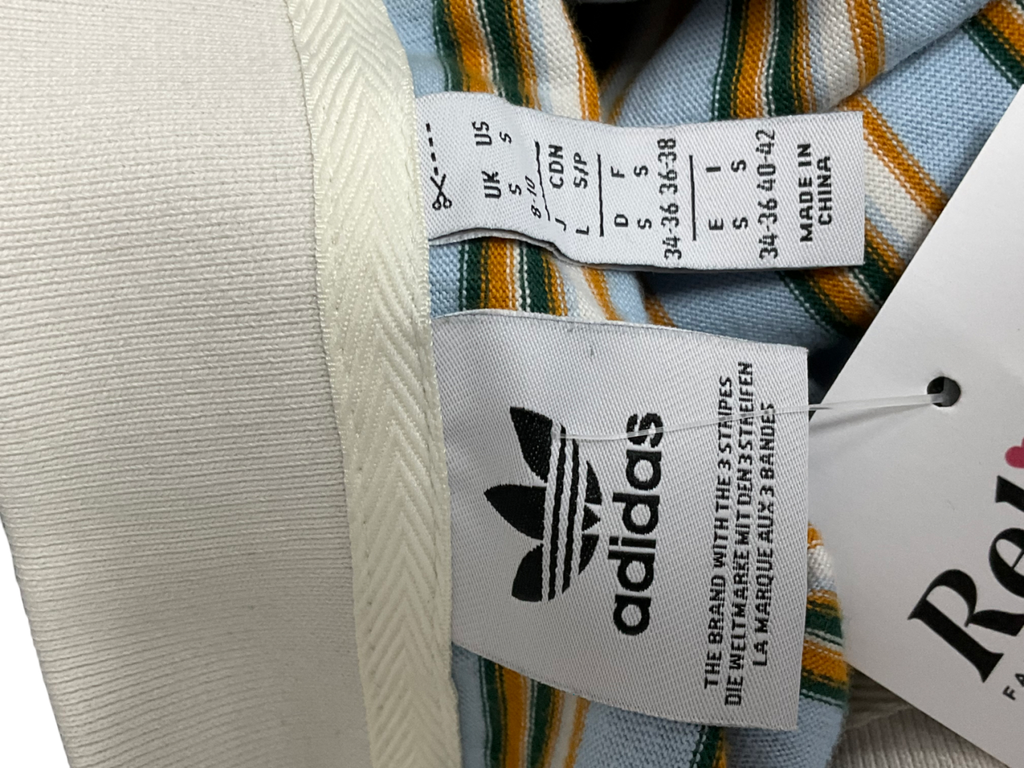 UK US
S S
8-10
J CDN
L S/P
D F
S S
34-36 36-38
E I
S S
34-36 40-42
MADE IN
CHINA
adidas
THE BRAND WITH THE 3 STRIPES
DIE WELTMARKE MIT DEN 3 STREIFEN
LA MARQUE AUX 3 BANDES